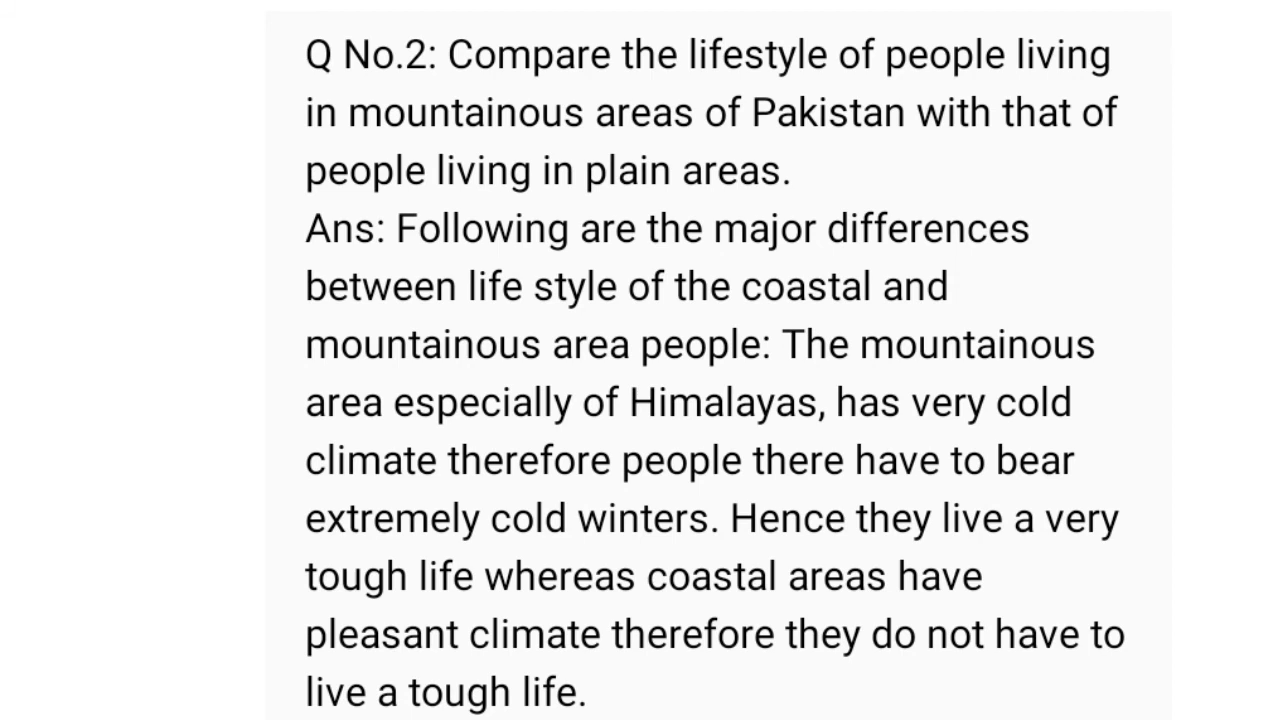 Q No.2: Compare the lifestyle of people living
in mountainous areas of Pakistan with that of
people living in plain areas.
Ans: Following are the major differences
between life style of the coastal and
mountainous area people: The mountainous
area especially of Himalayas, has very cold
climate therefore people there have to bear
extremely cold winters. Hence they live a very
tough life whereas coastal areas have
pleasant climate therefore they do not have to
live a tough life.